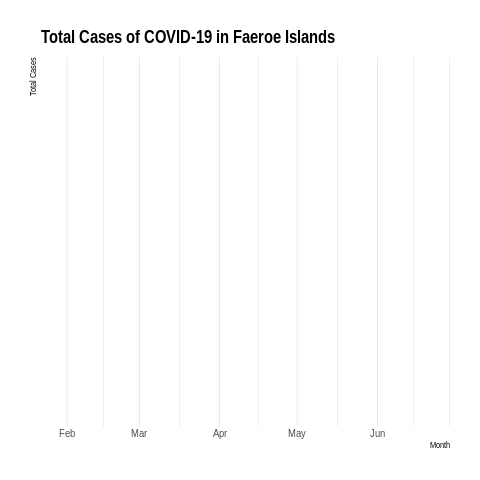 Total Cases of COVID-19 in Faeroe Islands
Total Cases
Feb Mar Apr May Jun
Month